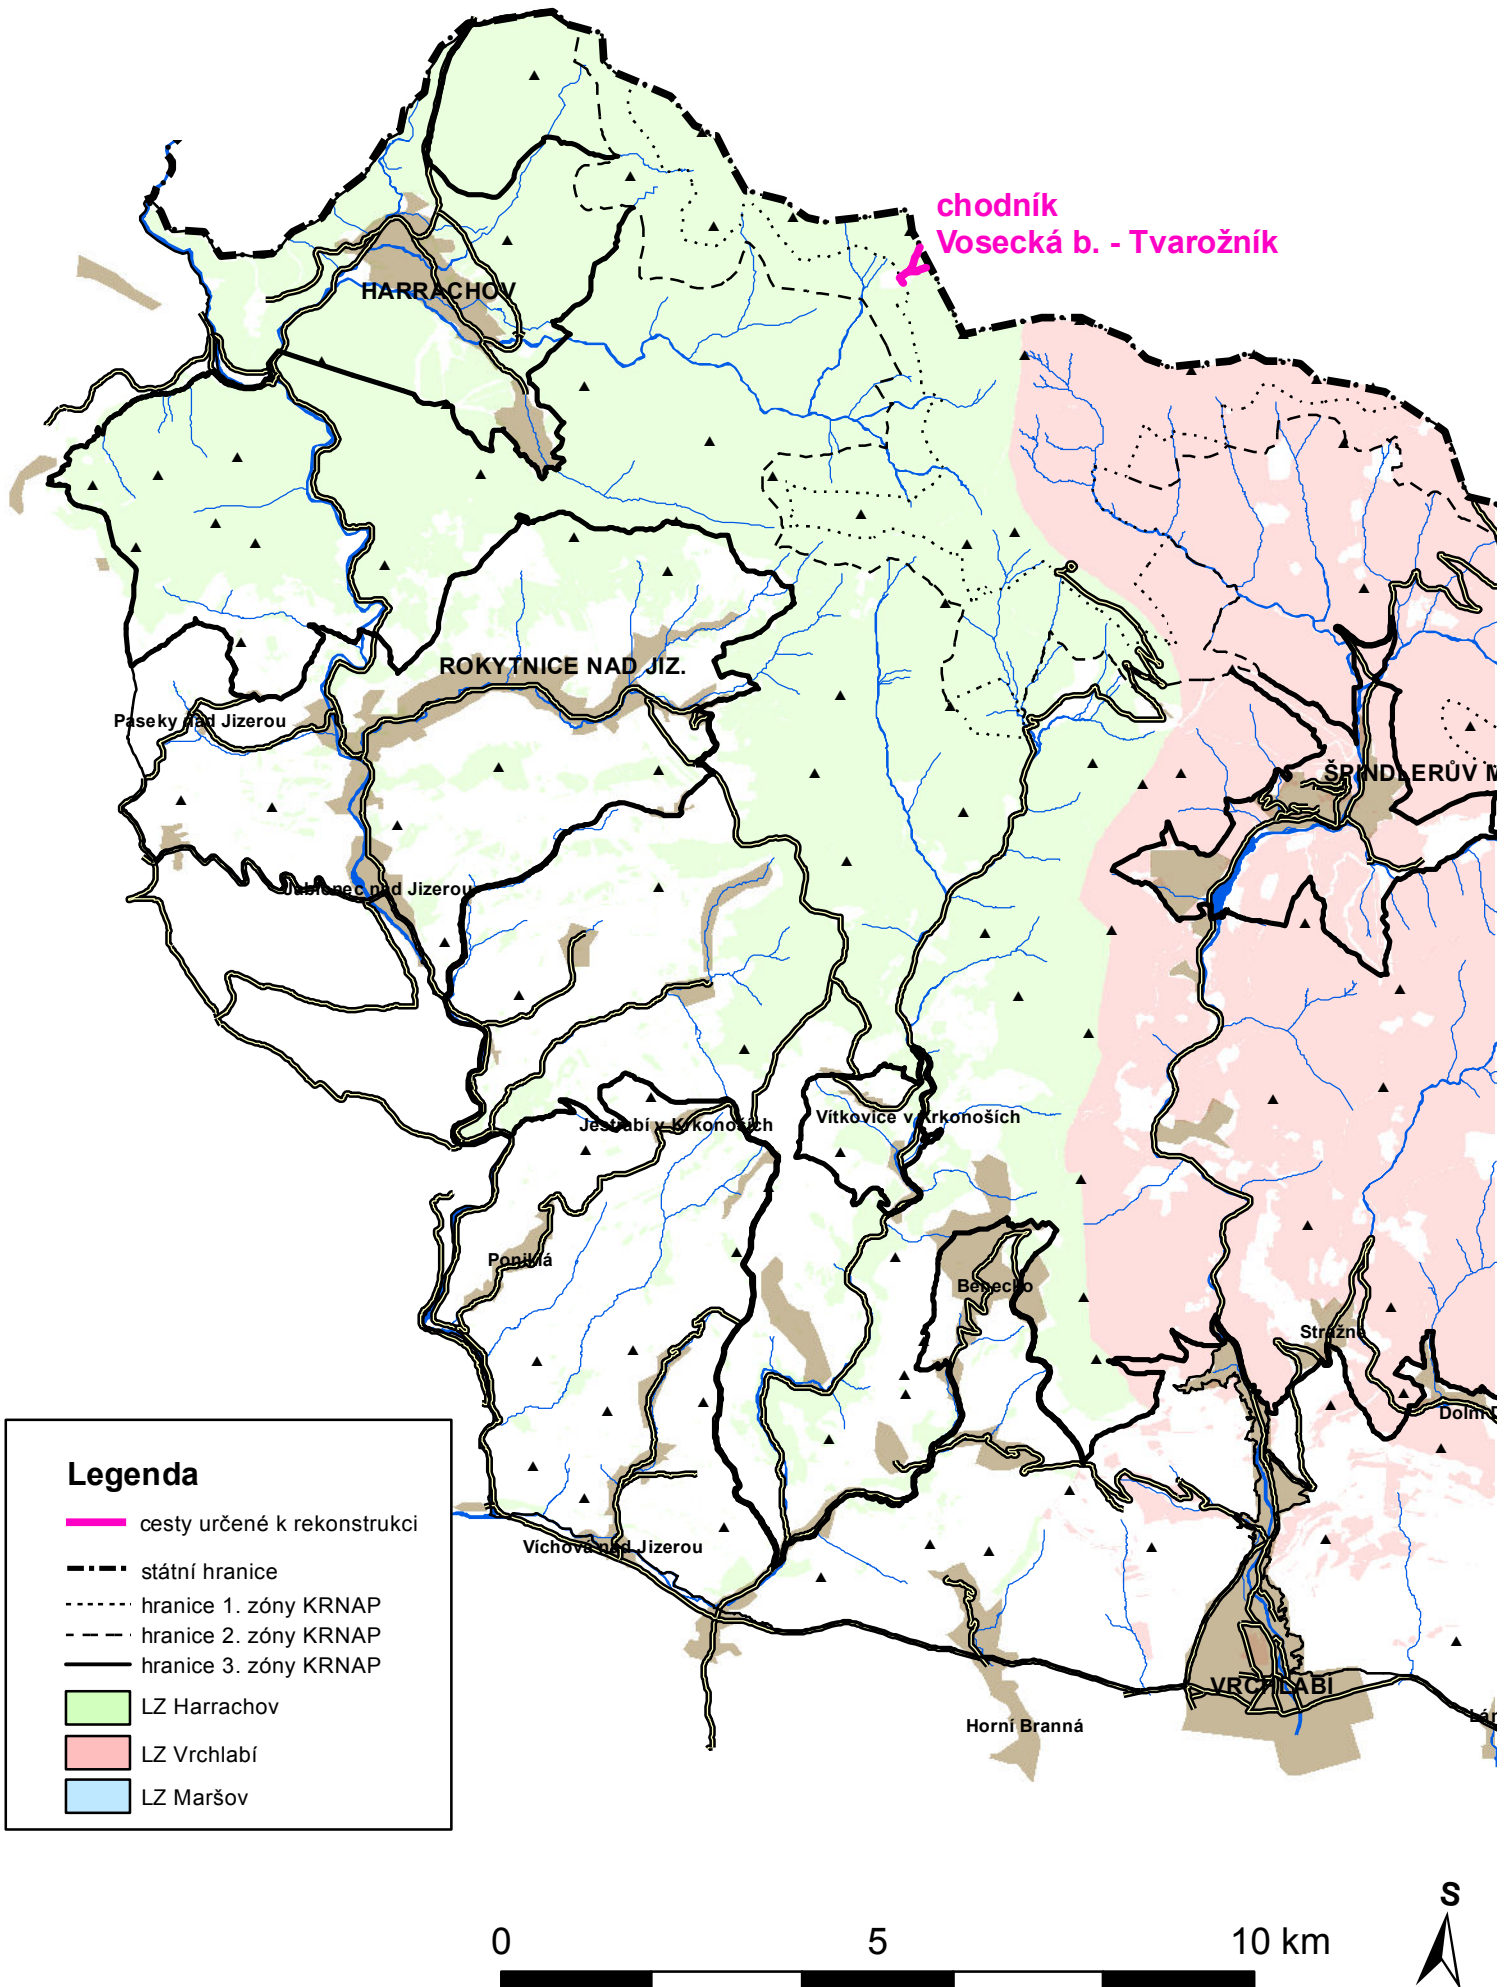 chodník
Vosecká b. - Tvarožník
HARRACHOV
ROKYTNICE NAD JIZ.
Paseky nad Jizerou
ŠPINDLERŮV M
Jablonec nad Jizerou
Jestřabí v Krkonoších
Vítkovice v Krkonoších
Poniklá
Benecko
Strážné
Dolní
Víchová nad Jizerou
VRCHLABÍ
Horní Branná
Lán
Legenda
cesty určené k rekonstrukci
státní hranice
hranice 1. zóny KRNAP
hranice 2. zóny KRNAP
hranice 3. zóny KRNAP
LZ Harrachov
LZ Vrchlabí
LZ Maršov
S
0 5 10 km